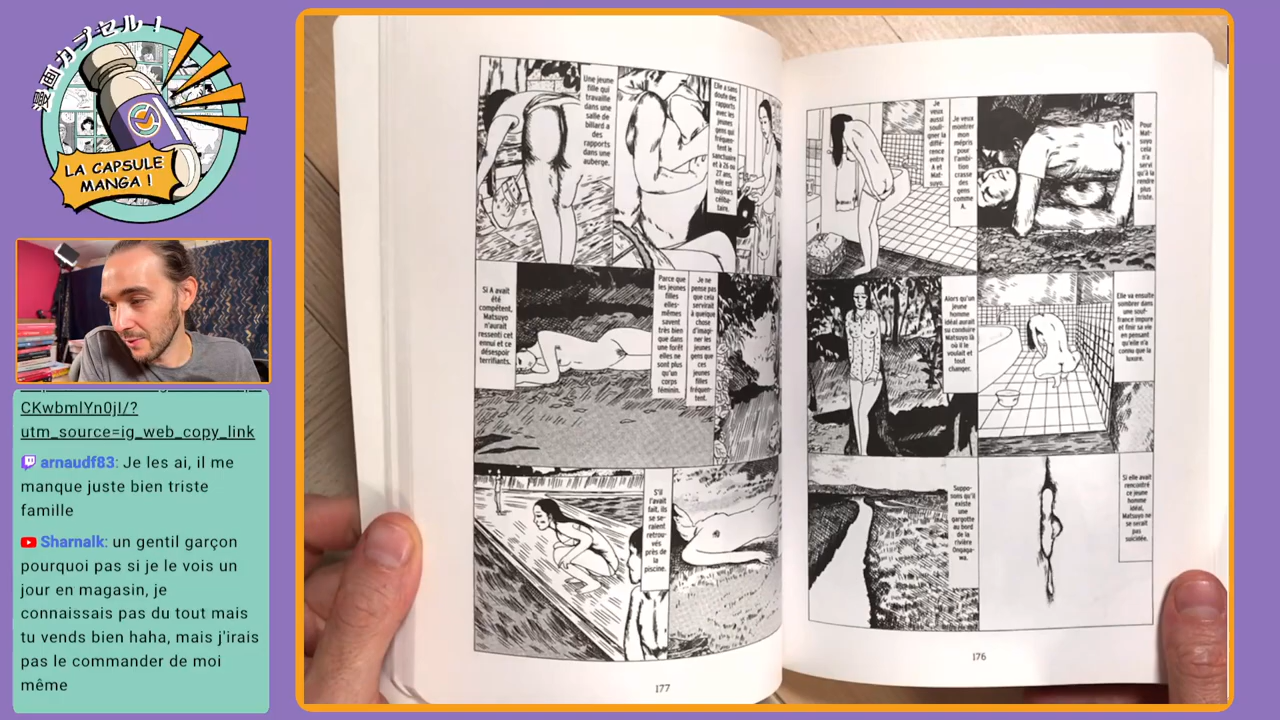 漫画カプセル！
LA CAPSULE
MANGA !
CKwbmlYn0jI/?
utm_source=ig_web_copy_link
arnaudf83: Je les ai, il me
manque juste bien triste
famille
Sharnalk: un gentil garçon
pourquoi pas si je le vois un
jour en magasin, je
connaissais pas du tout mais
tu vends bien haha, mais j'irais
pas le commander de moi
même
Pour
Mat-
suyo
cela
n'a
servi
qu'à la
rendre
plus
triste.
Je veux
montrer
mon
mépris
pour
l'ambi-
tion
crasse
des
gens
comme
A.
Je
veux
aussi
souli-
gner la
diffé-
rence
entre
A et
Mat-
suyo.
Elle va ensuite
sombrer dans
une souf-
france impure
et finir sa vie
en pensant
qu'elle n'a
connu que la
luxure.
Alors qu'un
jeune
homme
idéal aurait
su conduire
Matsuyo là
où il le
voulait et
tout
changer.
Si elle avait
rencontré
ce jeune
homme
idéal,
Matsuyo ne
se serait
pas
suicidée.
Suppo-
sons qu'il
existe
une
gargotte
au bord
de la
rivière
Ongaga-
wa.
176
Elle a sans
doute des
rapports
avec les
jeunes
gens qui
fréquen-
tent le
sanctuaire
et à 26 ou
27 ans,
elle est
toujours
céliba-
taire.
Une jeune
fille qui
travaille
dans une
salle de
billard a
des
rapports
dans une
auberge.
Je ne
pense pas
que cela
servirait
à quelque
chose
d'imagi-
ner les
jeunes
gens que
ces
jeunes
filles
fréquen-
tent.
Parce que
les jeunes
filles
elles-
mêmes
savent
très bien
que dans
une forêt
elles ne
sont plus
qu'un
corps
féminin.
Si A avait
été
compétent,
Matsuyo
n'aurait
ressenti cet
ennui et ce
désespoir
terrifiants.
S'il
l'avait
fait, ils
se se-
raient
retrou-
vés
près de
la
piscine.
177